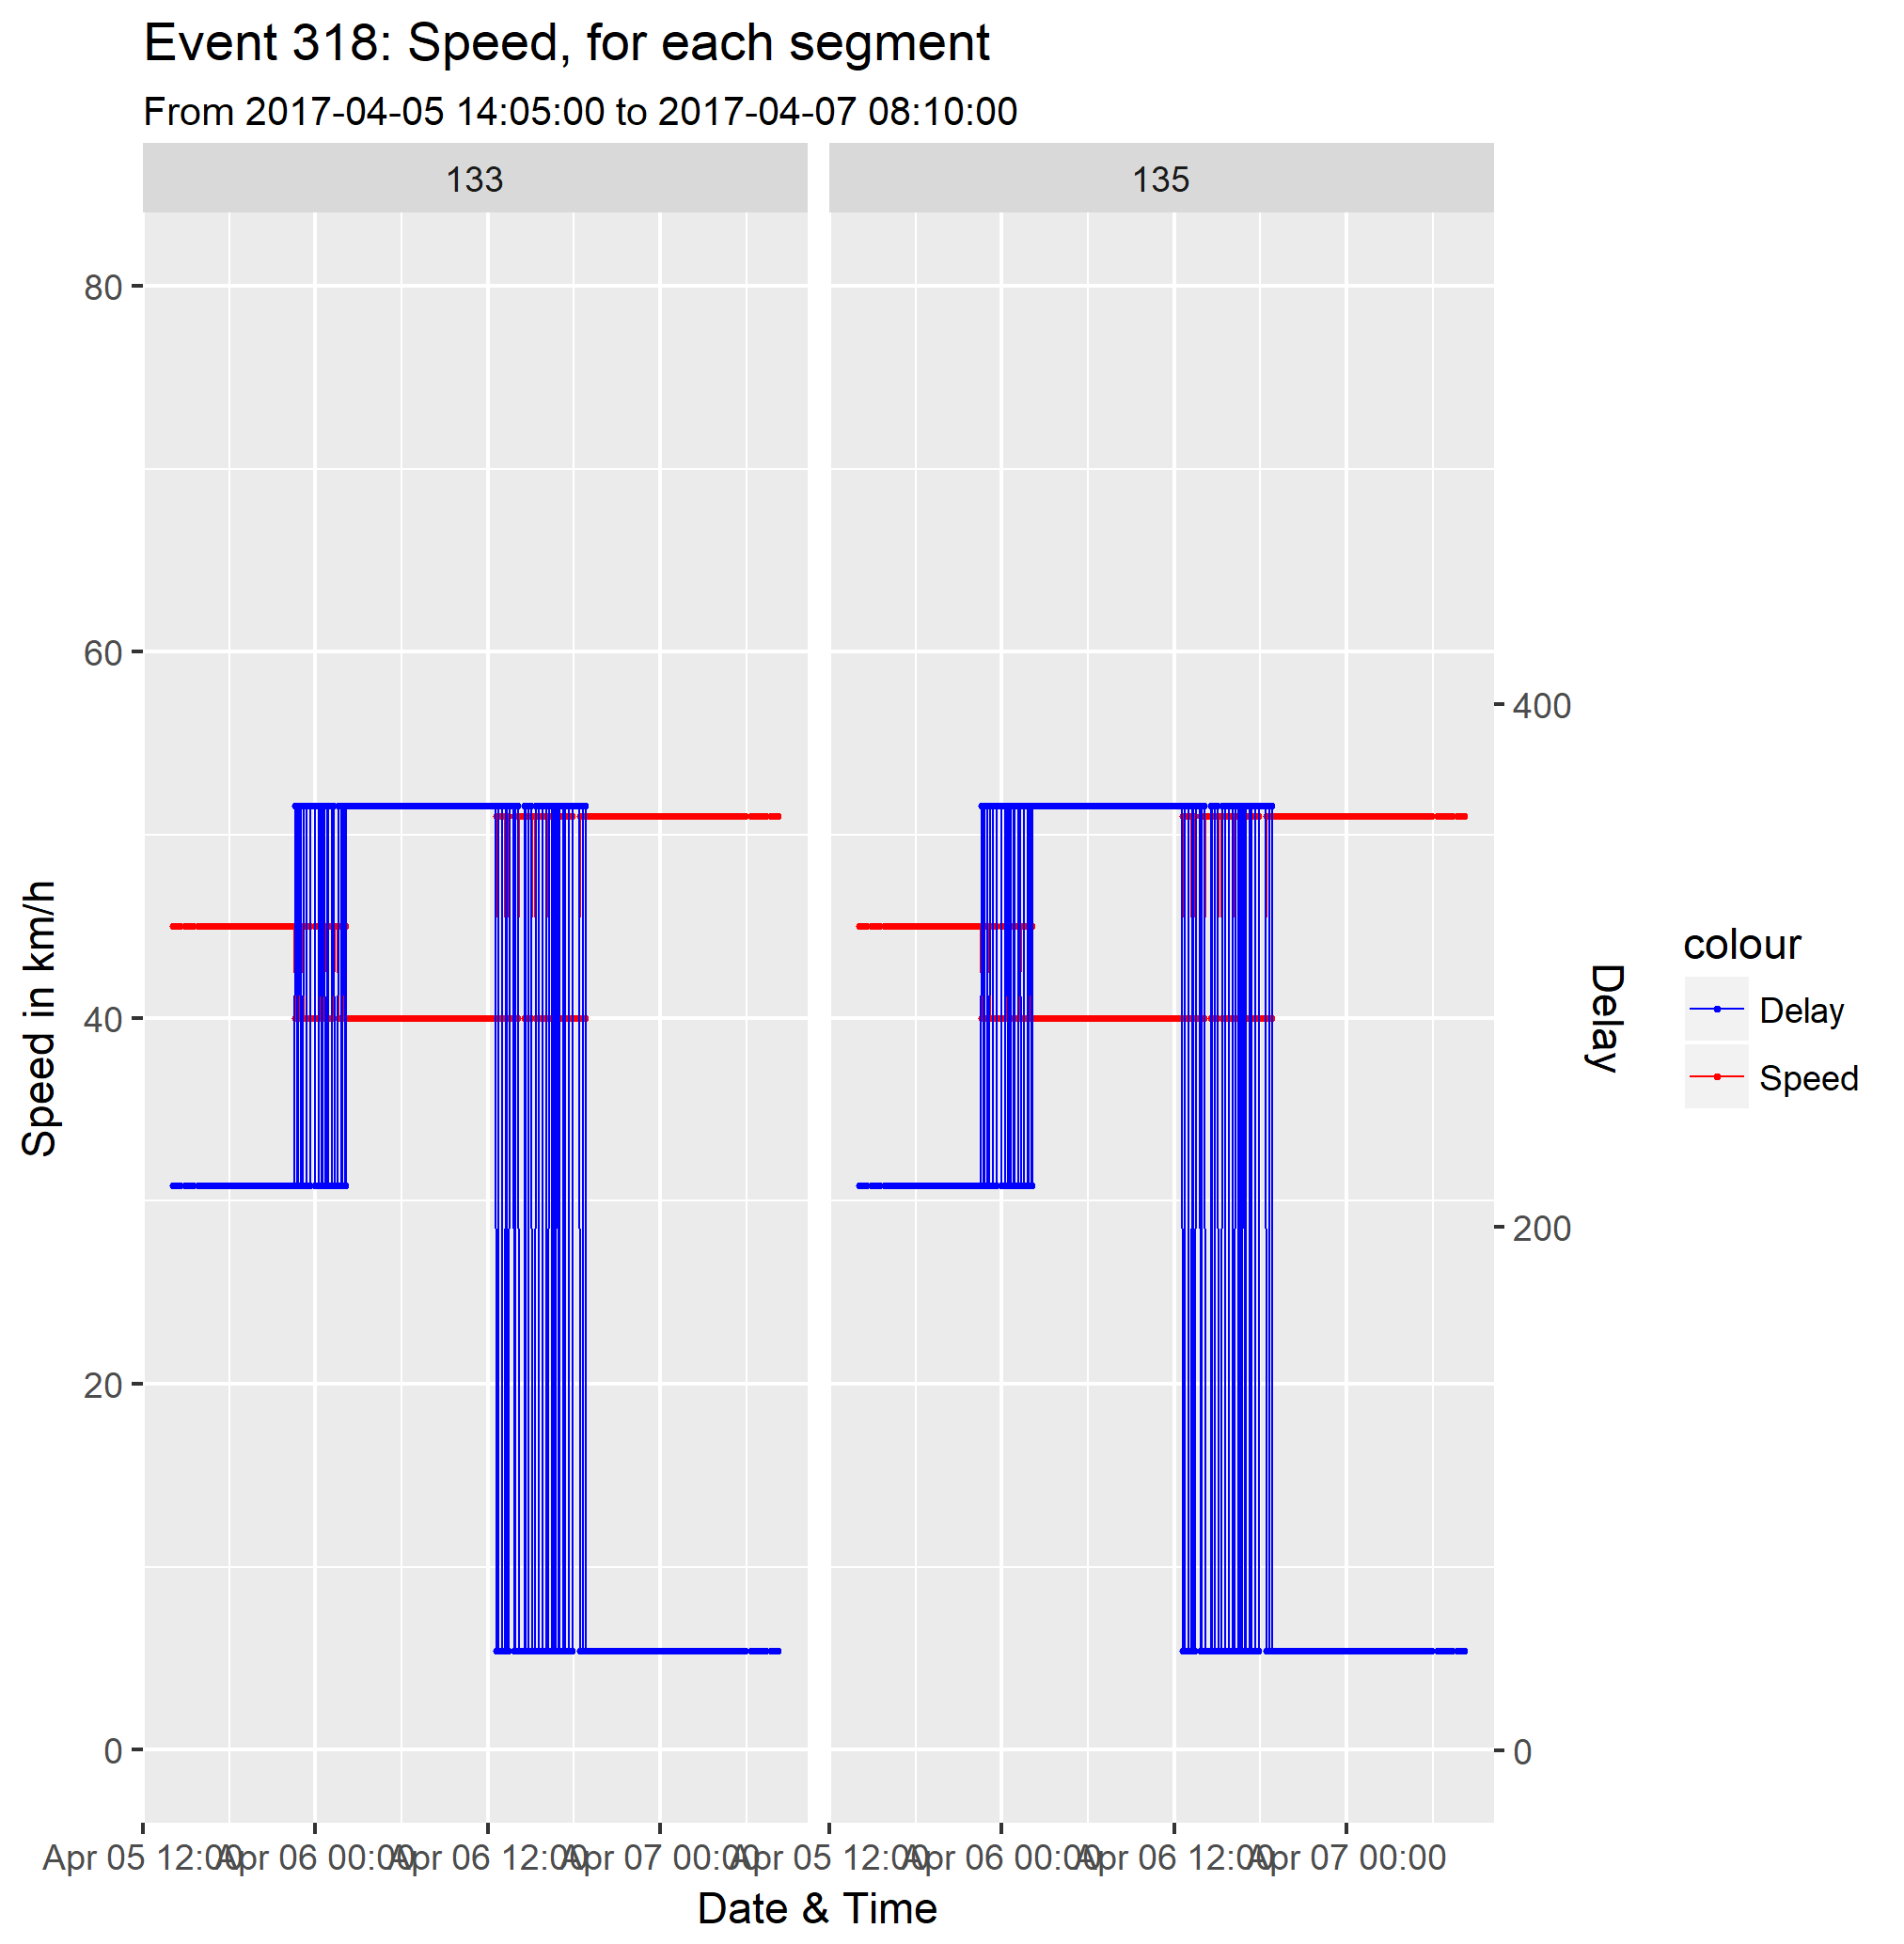 Event 318: Speed, for each segment
From 2017-04-05 14:05:00 to 2017-04-07 08:10:00
133
135
80
60
40
20
0
Speed in km/h
400
200
0
Delay
colour
Delay
Speed
Apr 05 12:00 Apr 06 00:00 Apr 06 12:00 Apr 07 00:00 Apr 05 12:00 Apr 06 00:00 Apr 06 12:00 Apr 07 00:00
Date & Time